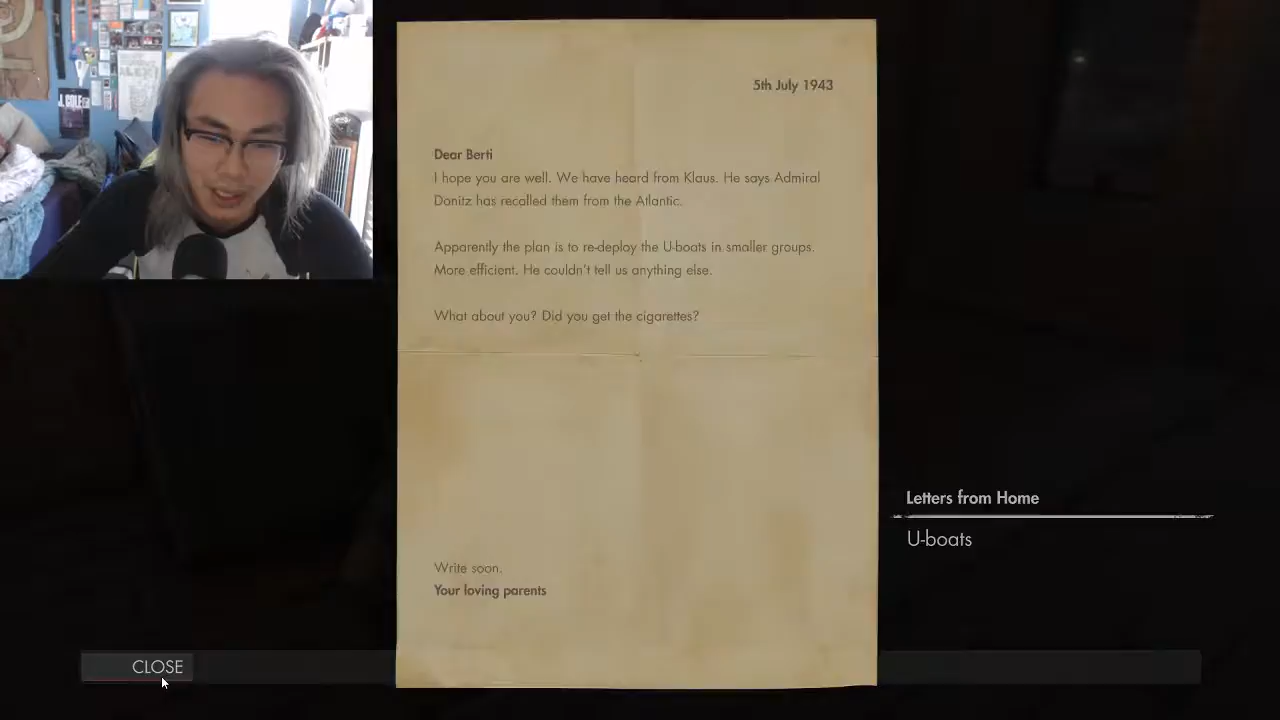 J. COLE
5th July 1943
Dear Berti
I hope you are well. We have heard from Klaus. He says Admiral
Donitz has recalled them from the Atlantic.
Apparently the plan is to re-deploy the U-boats in smaller groups.
More efficient. He couldn't tell us anything else.
What about you? Did you get the cigarettes?
Write soon.
Your loving parents
Letters from Home
U-boats
CLOSE